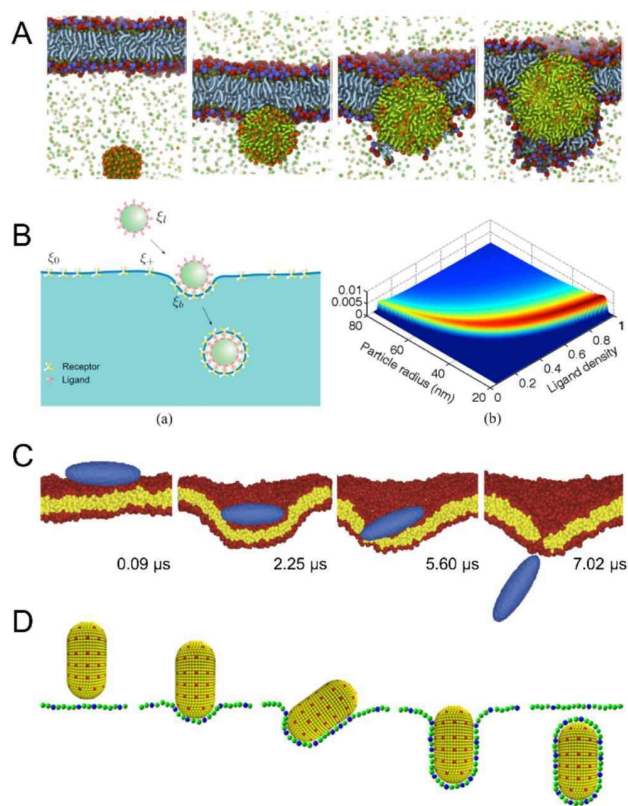 A
B
ξl
ξ0
ξ+
ξb
Receptor
Ligand
(a)
0.01
0.005
0
80
60
40
20
Particle radius (nm)
0
0.2
0.4
0.6
0.8
1
Ligand density
(b)
C
0.09 μs
2.25 μs
5.60 μs
7.02 μs
D